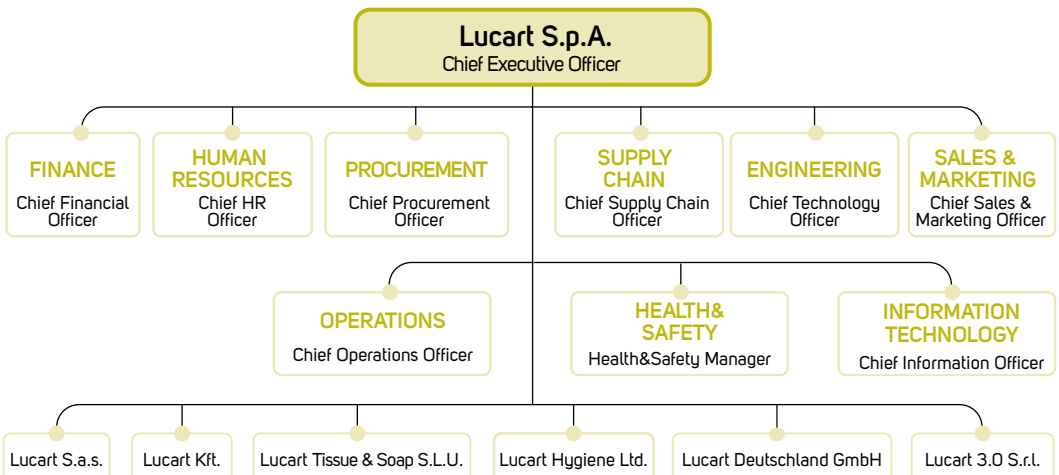 Lucart S.p.A.
Chief Executive Officer
FINANCE
Chief Financial
Officer
HUMAN
RESOURCES
Chief HR
Officer
PROCUREMENT
Chief Procurement
Officer
SUPPLY
CHAIN
Chief Supply Chain
Officer
ENGINEERING
Chief Technology
Officer
SALES &
MARKETING
Chief Sales &
Marketing Officer
OPERATIONS
Chief Operations Officer
HEALTH&
SAFETY
Health&Safety Manager
INFORMATION
TECHNOLOGY
Chief Information Officer
Lucart S.a.s.
Lucart Kft.
Lucart Tissue & Soap S.L.U.
Lucart Hygiene Ltd.
Lucart Deutschland GmbH
Lucart 3.0 S.r.l.